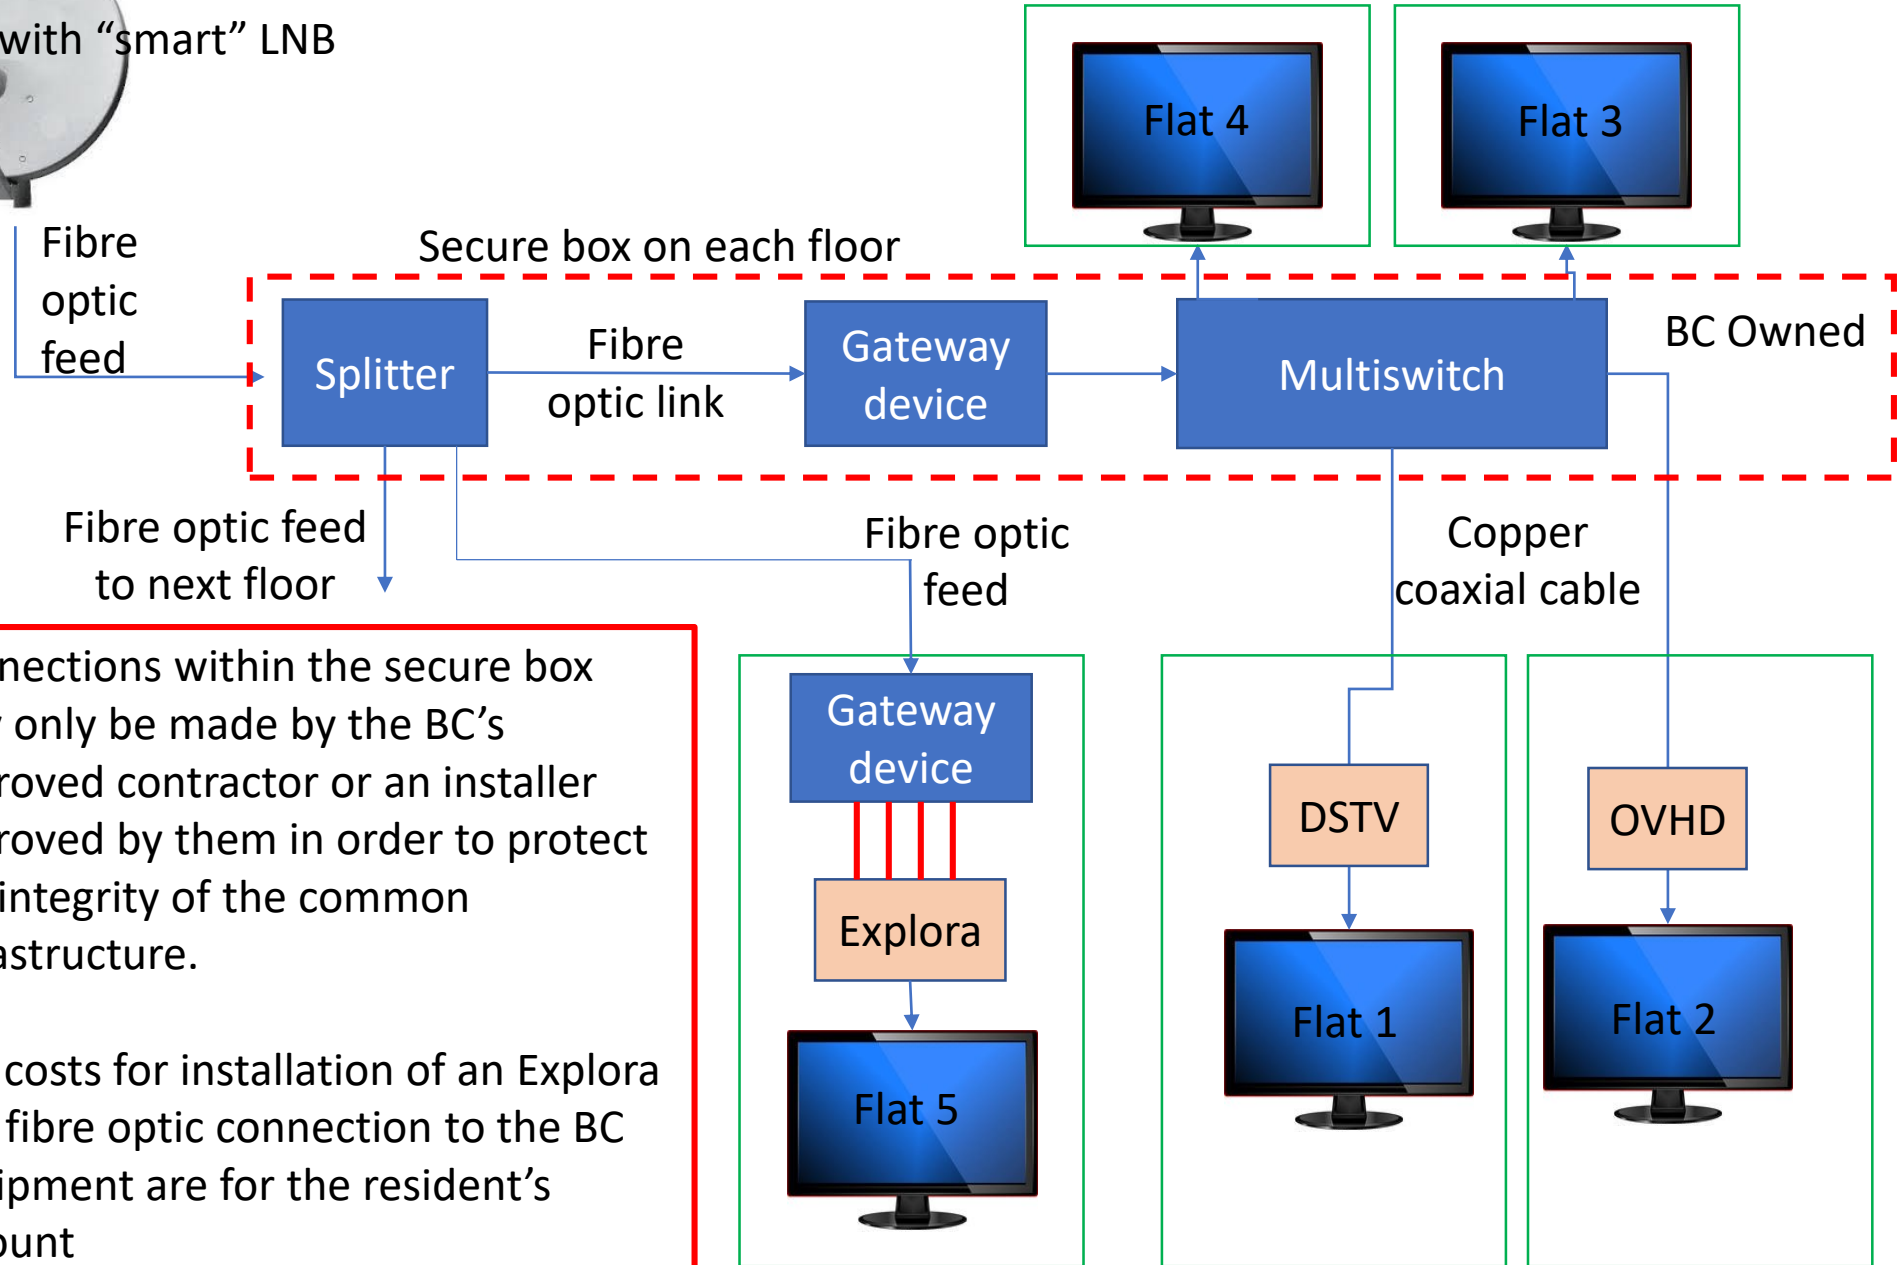 with “smart” LNB
Flat 4
Flat 3
Fibre
optic
feed
Secure box on each floor
BC Owned
Splitter
Fibre
optic link
Gateway
device
Multiswitch
Fibre optic feed
to next floor
Fibre optic
feed
Copper
coaxial cable
nections within the secure box
only be made by the BC’s
roved contractor or an installer
roved by them in order to protect
integrity of the common
astructure.
costs for installation of an Explora
fibre optic connection to the BC
ipment are for the resident’s
ount
Gateway
device
Explora
Flat 5
DSTV
Flat 1
OVHD
Flat 2